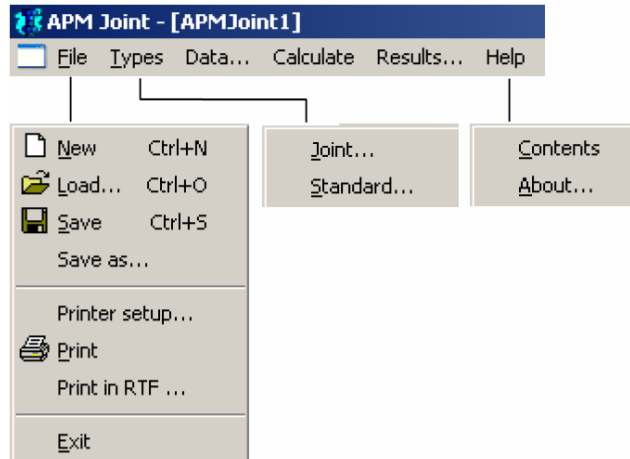 APM Joint - [APMJoint1]
File Types Data... Calculate Results... Help
New Ctrl+N
Load... Ctrl+O
Save Ctrl+S
Save as...
Printer setup...
Print
Print in RTF ...
Exit
Joint...
Standard...
Contents
About...